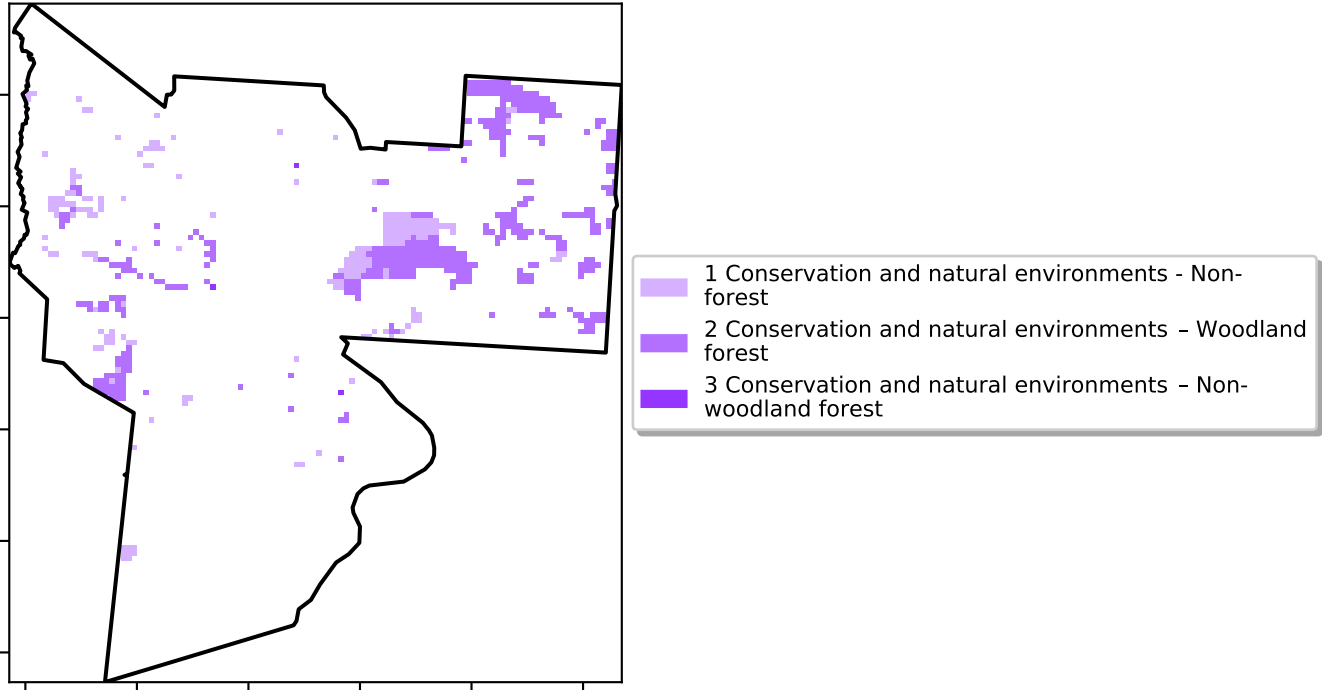 1 Conservation and natural environments - Non-
forest
2 Conservation and natural environments – Woodland
forest
3 Conservation and natural environments – Non-
woodland forest